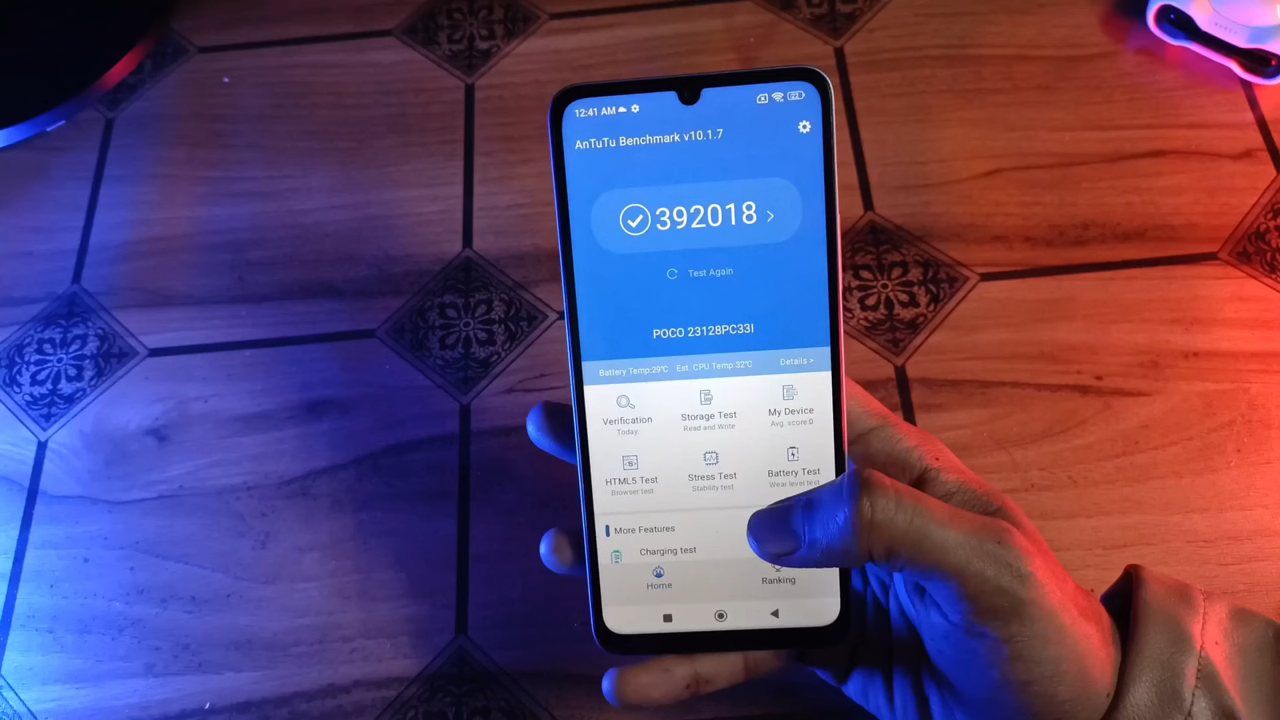 12:41 AM
AnTuTu Benchmark v10.1.7
392018
Test Again
POCO 23128PC33I
Battery Temp:29℃ Est. CPU Temp:32℃ Details >
Verification Storage Test My Device
Today Read and Write Avg. score:0
HTML5 Test Stress Test Battery Test
Browser test Stability test Wear level test
More Features
Charging test
Home Ranking